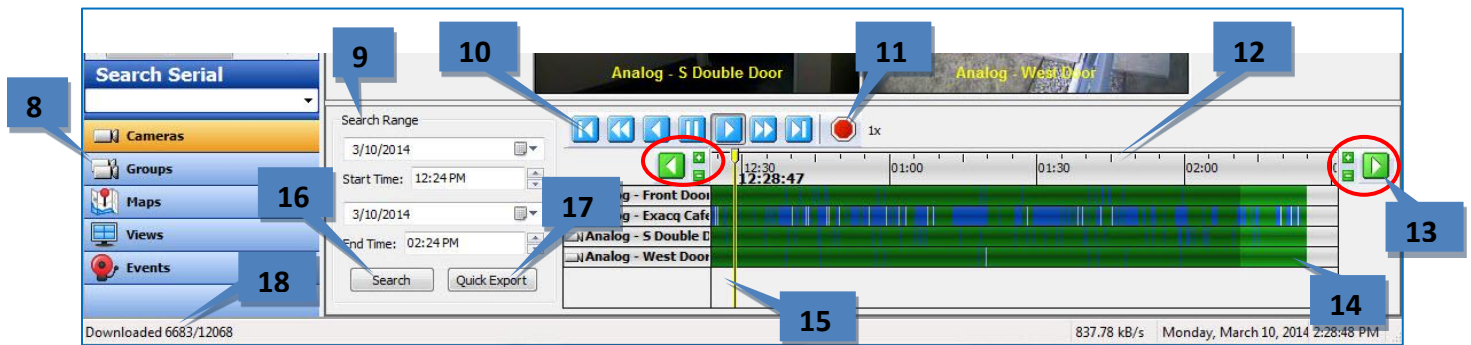 9
10
11
12
Analog - S Double Door
Analog - West Door
Search Serial
8
Search Range
1x
Cameras
3/10/2014
Groups
Start Time: 12:24 PM
12:30
01:00
01:30
02:00
12:28:47
Maps
16
17
13
og - Front Door
3/10/2014
og - Exacq Cafe
Views
End Time: 02:24 PM
Analog - S Double D
Analog - West Door
Events
18
Search
Quick Export
14
15
Downloaded 6683/12068
837.78 kB/s
Monday, March 10, 2014 2:28:48 PM